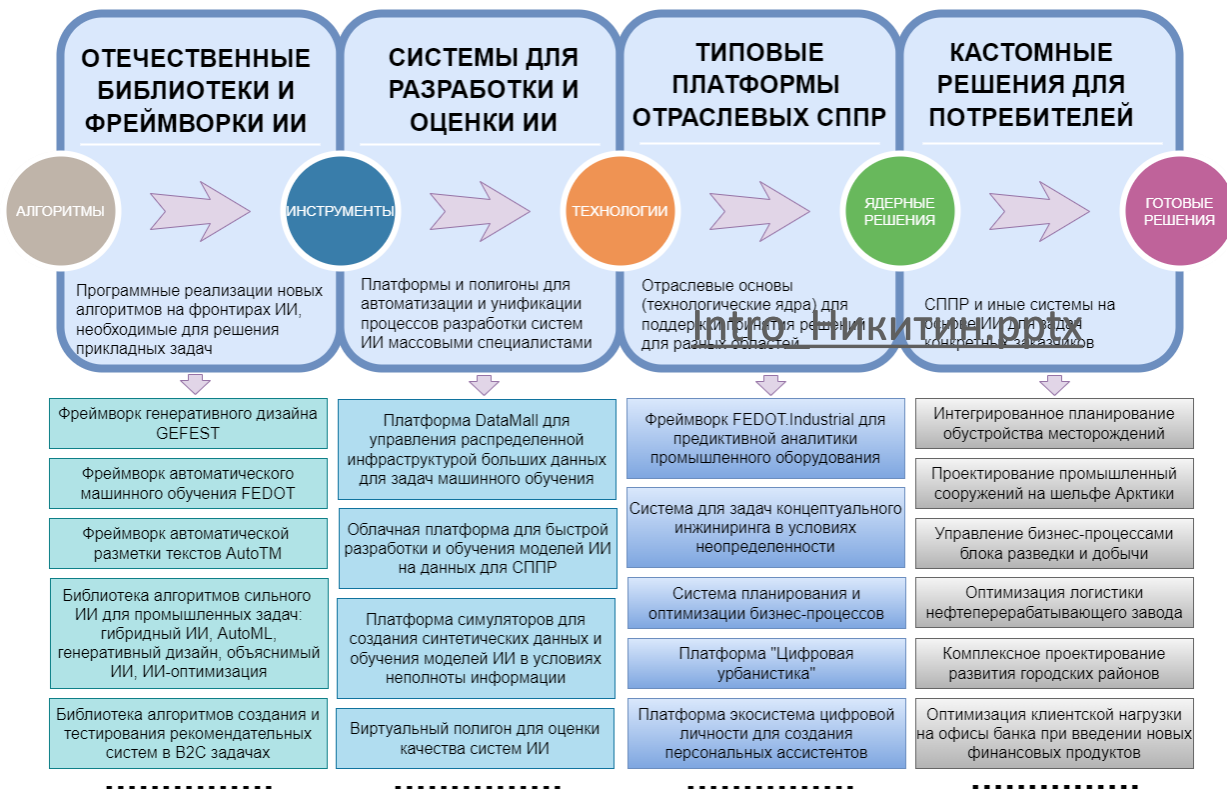 ОТЕЧЕСТВЕННЫЕ
БИБЛИОТЕКИ И
ФРЕЙМВОРКИ ИИ
СИСТЕМЫ ДЛЯ
РАЗРАБОТКИ И
ОЦЕНКИ ИИ
ТИПОВЫЕ
ПЛАТФОРМЫ
ОТРАСЛЕВЫХ СППР
КАСТОМНЫЕ
РЕШЕНИЯ ДЛЯ
ПОТРЕБИТЕЛЕЙ
АЛГОРИТМЫ
ИНСТРУМЕНТЫ
ТЕХНОЛОГИИ
ЯДЕРНЫЕ
РЕШЕНИЯ
ГОТОВЫЕ
РЕШЕНИЯ
Программные реализации новых
алгоритмов на фронтирах ИИ,
необходимые для решения
прикладных задач
Платформы и полигоны для
автоматизации и унификации
процессов разработки систем
ИИ массовыми специалистами
Отраслевые основы
(технологические ядра) для
поддержки принятия решений
для разных областей
СППР и иные системы на
основе ИИ для задач
конкретных заказчиков
Intro_Никитин.pptx
Фреймворк генеративного дизайна
GEFEST
Фреймворк автоматического
машинного обучения FEDOT
Фреймворк автоматической
разметки текстов AutoTM
Библиотека алгоритмов сильного
ИИ для промышленных задач:
гибридный ИИ, AutoML,
генеративный дизайн, объяснимый
ИИ, ИИ-оптимизация
Библиотека алгоритмов создания и
тестирования рекомендательных
систем в B2C задачах
Платформа DataMall для
управления распределенной
инфраструктурой больших данных
для задач машинного обучения
Облачная платформа для быстрой
разработки и обучения моделей ИИ
на данных для СППР
Платформа симуляторов для
создания синтетических данных и
обучения моделей ИИ в условиях
неполноты информации
Виртуальный полигон для оценки
качества систем ИИ
Фреймворк FEDOT.Industrial для
предиктивной аналитики
промышленного оборудования
Система для задач концептуального
инжиниринга в условиях
неопределенности
Система планирования и
оптимизации бизнес-процессов
Платформа "Цифровая
урбанистика"
Платформа экосистема цифровой
личности для создания
персональных ассистентов
Интегрированное планирование
обустройства месторождений
Проектирование промышленный
сооружений на шельфе Арктики
Управление бизнес-процессами
блока разведки и добычи
Оптимизация логистики
нефтеперерабатывающего завода
Комплексное проектирование
развития городских районов
Оптимизация клиентской нагрузки
на офисы банка при введении новых
финансовых продуктов